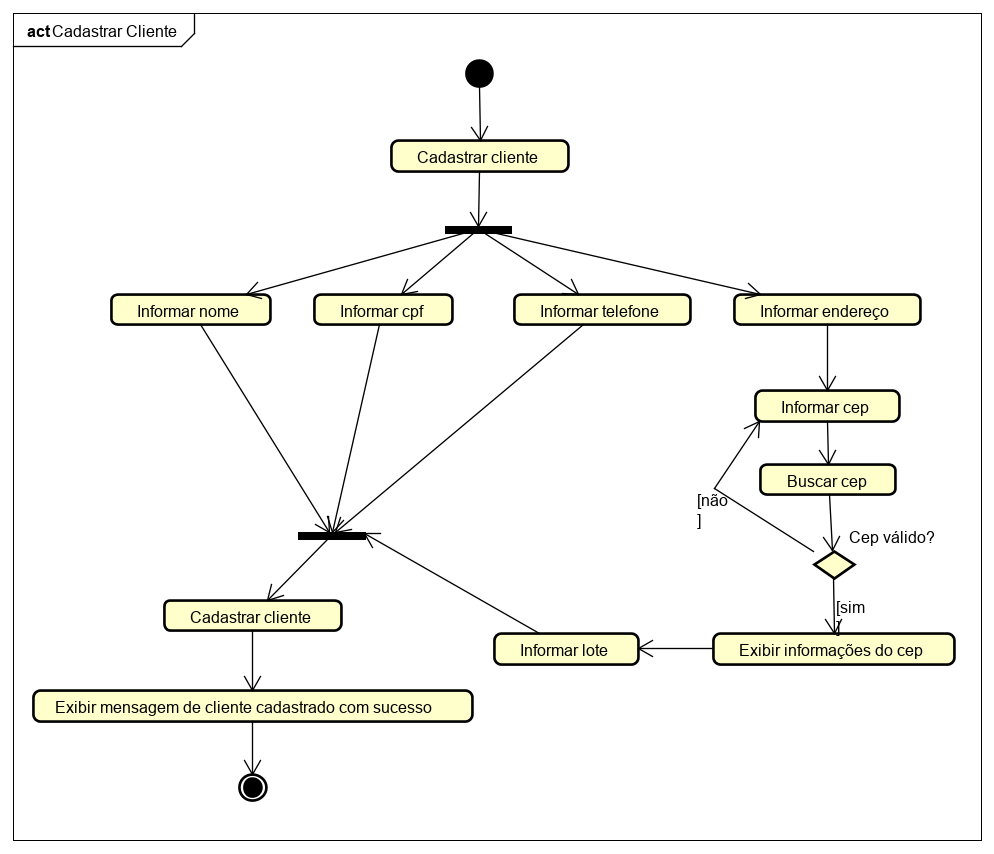 act Cadastrar Cliente
Cadastrar cliente
Informar nome
Informar cpf
Informar telefone
Informar endereço
Informar cep
Buscar cep
[não
]
Cep válido?
[sim
]
Cadastrar cliente
Informar lote
Exibir informações do cep
Exibir mensagem de cliente cadastrado com sucesso